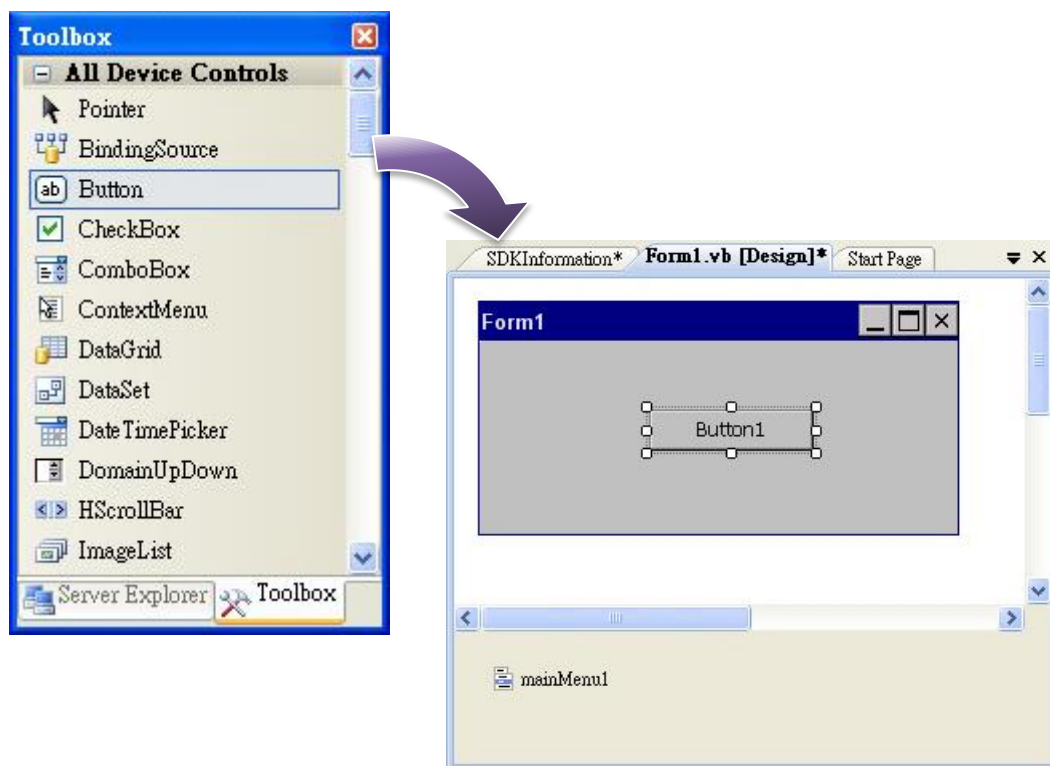 Toolbox
All Device Controls
Pointer
BindingSource
ab Button
CheckBox
ComboBox
ContextMenu
DataGrid
DataSet
DateTimePicker
DomainUpDown
HScrollBar
ImageList
Server Explorer Toolbox
SDKInformation* Form1.vb [Design]* Start Page
Form1
Button1
mainMenu1